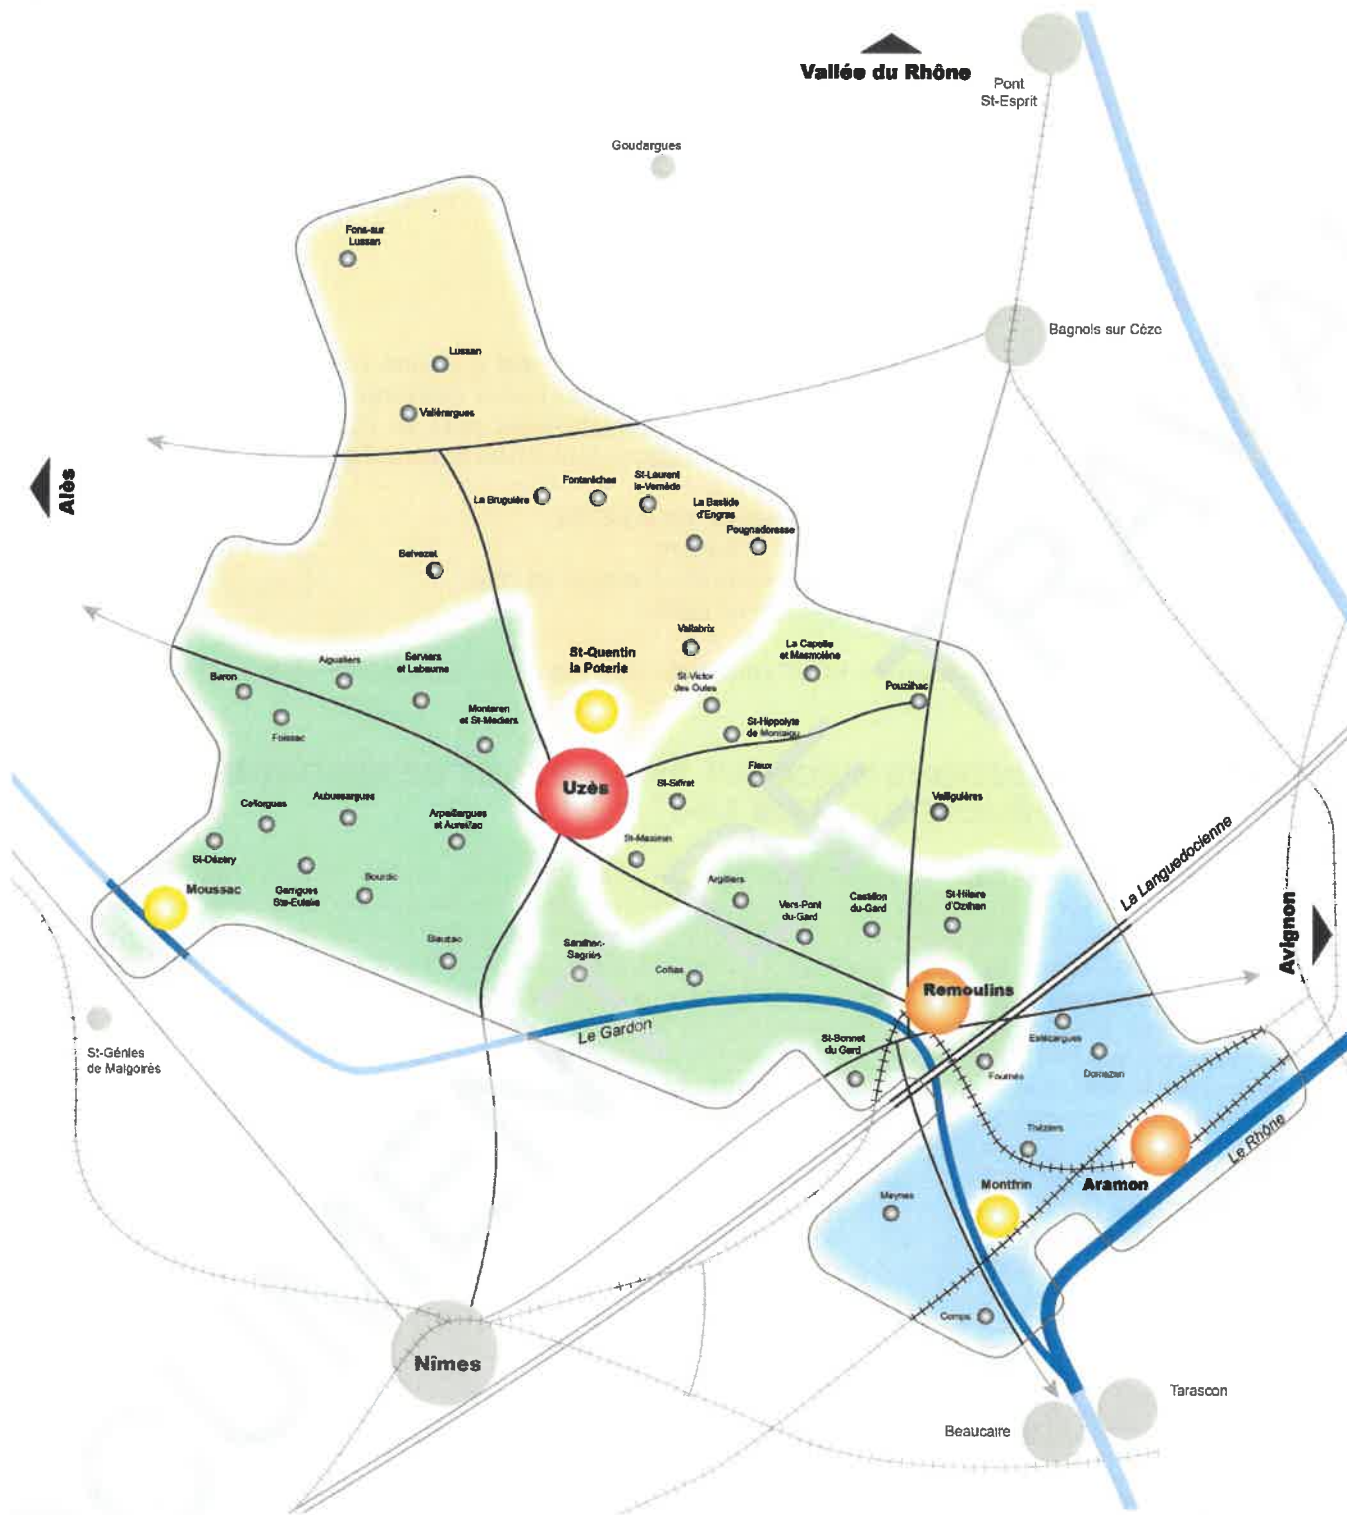 Vallée du Rhône
Pont
St-Esprit
Goudargues
Fons-sur
Lussan
Bagnols sur Cèze
Lussan
Vallérargues
Alès
La Bruguière
Fontarèches
St-Laurent
la-Vernède
La Bastide
d'Engras
Pougnadoresse
Belvezet
Vallabrix
St-Quentin
la Poterie
La Capelle
et Masmolène
Serviers
et Labaume
Aigualiers
Baron
St-Victor
des Oules
Pouzilhac
Montaren
et St-Mediers
Foissac
St-Hippolyte
de Montaigu
Flaux
Uzès
St-Siffret
Valliguières
Aubussargues
Collorgues
Arpaillargues
et Aureillac
St-Maximin
La Languedocienne
St-Dézéry
Moussac
Garrigues
Ste-Eulalie
Bourdic
Argilliers
Vers-Pont
du-Gard
Castillon
du-Gard
St-Hilaire
d'Ozilhan
Avignon
Blauzac
Sanilhac-
Sagriès
Collias
Remoulins
Le Gardon
St-Bonnet
du Gard
Estézargues
Domazan
Fournès
St-Génies
de Malgoirès
Théziers
Le Rhône
Aramon
Montfrin
Meynes
Comps
Nîmes
Tarascon
Beaucaire